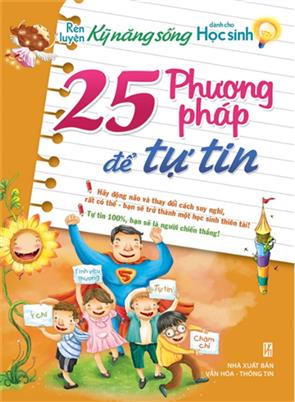 Rèn luyện Kỹ năng sống dành cho Học sinh
25 Phương pháp
để tự tin
• Hãy động não và thay đổi cách suy nghĩ,
rất có thể - bạn sẽ trở thành một học sinh thiên tài!
• Tự tin 100%, bạn sẽ là người chiến thắng!
Tình yêu thương
Tự tin
Ý chí
Chăm chỉ
NHÀ XUẤT BẢN
VĂN HÓA - THÔNG TIN